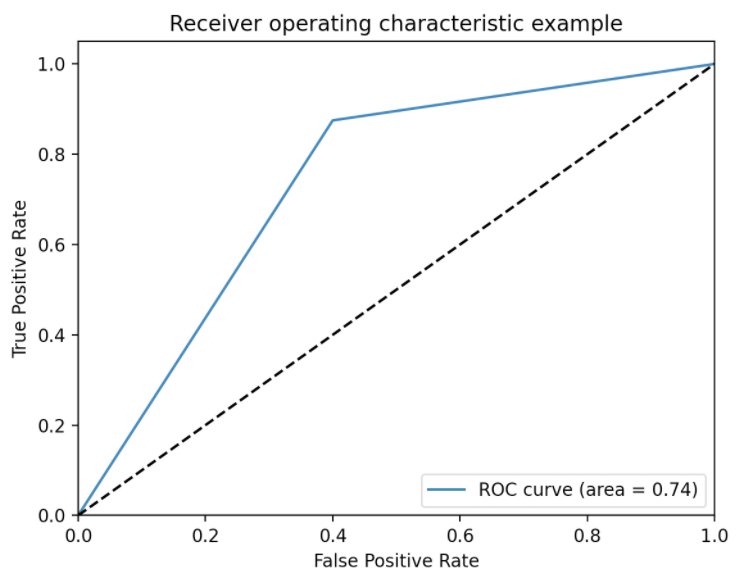 Receiver operating characteristic example
1.0
0.8
0.6
0.4
0.2
0.0
True Positive Rate
0.0 0.2 0.4 0.6 0.8 1.0
False Positive Rate
ROC curve (area = 0.74)